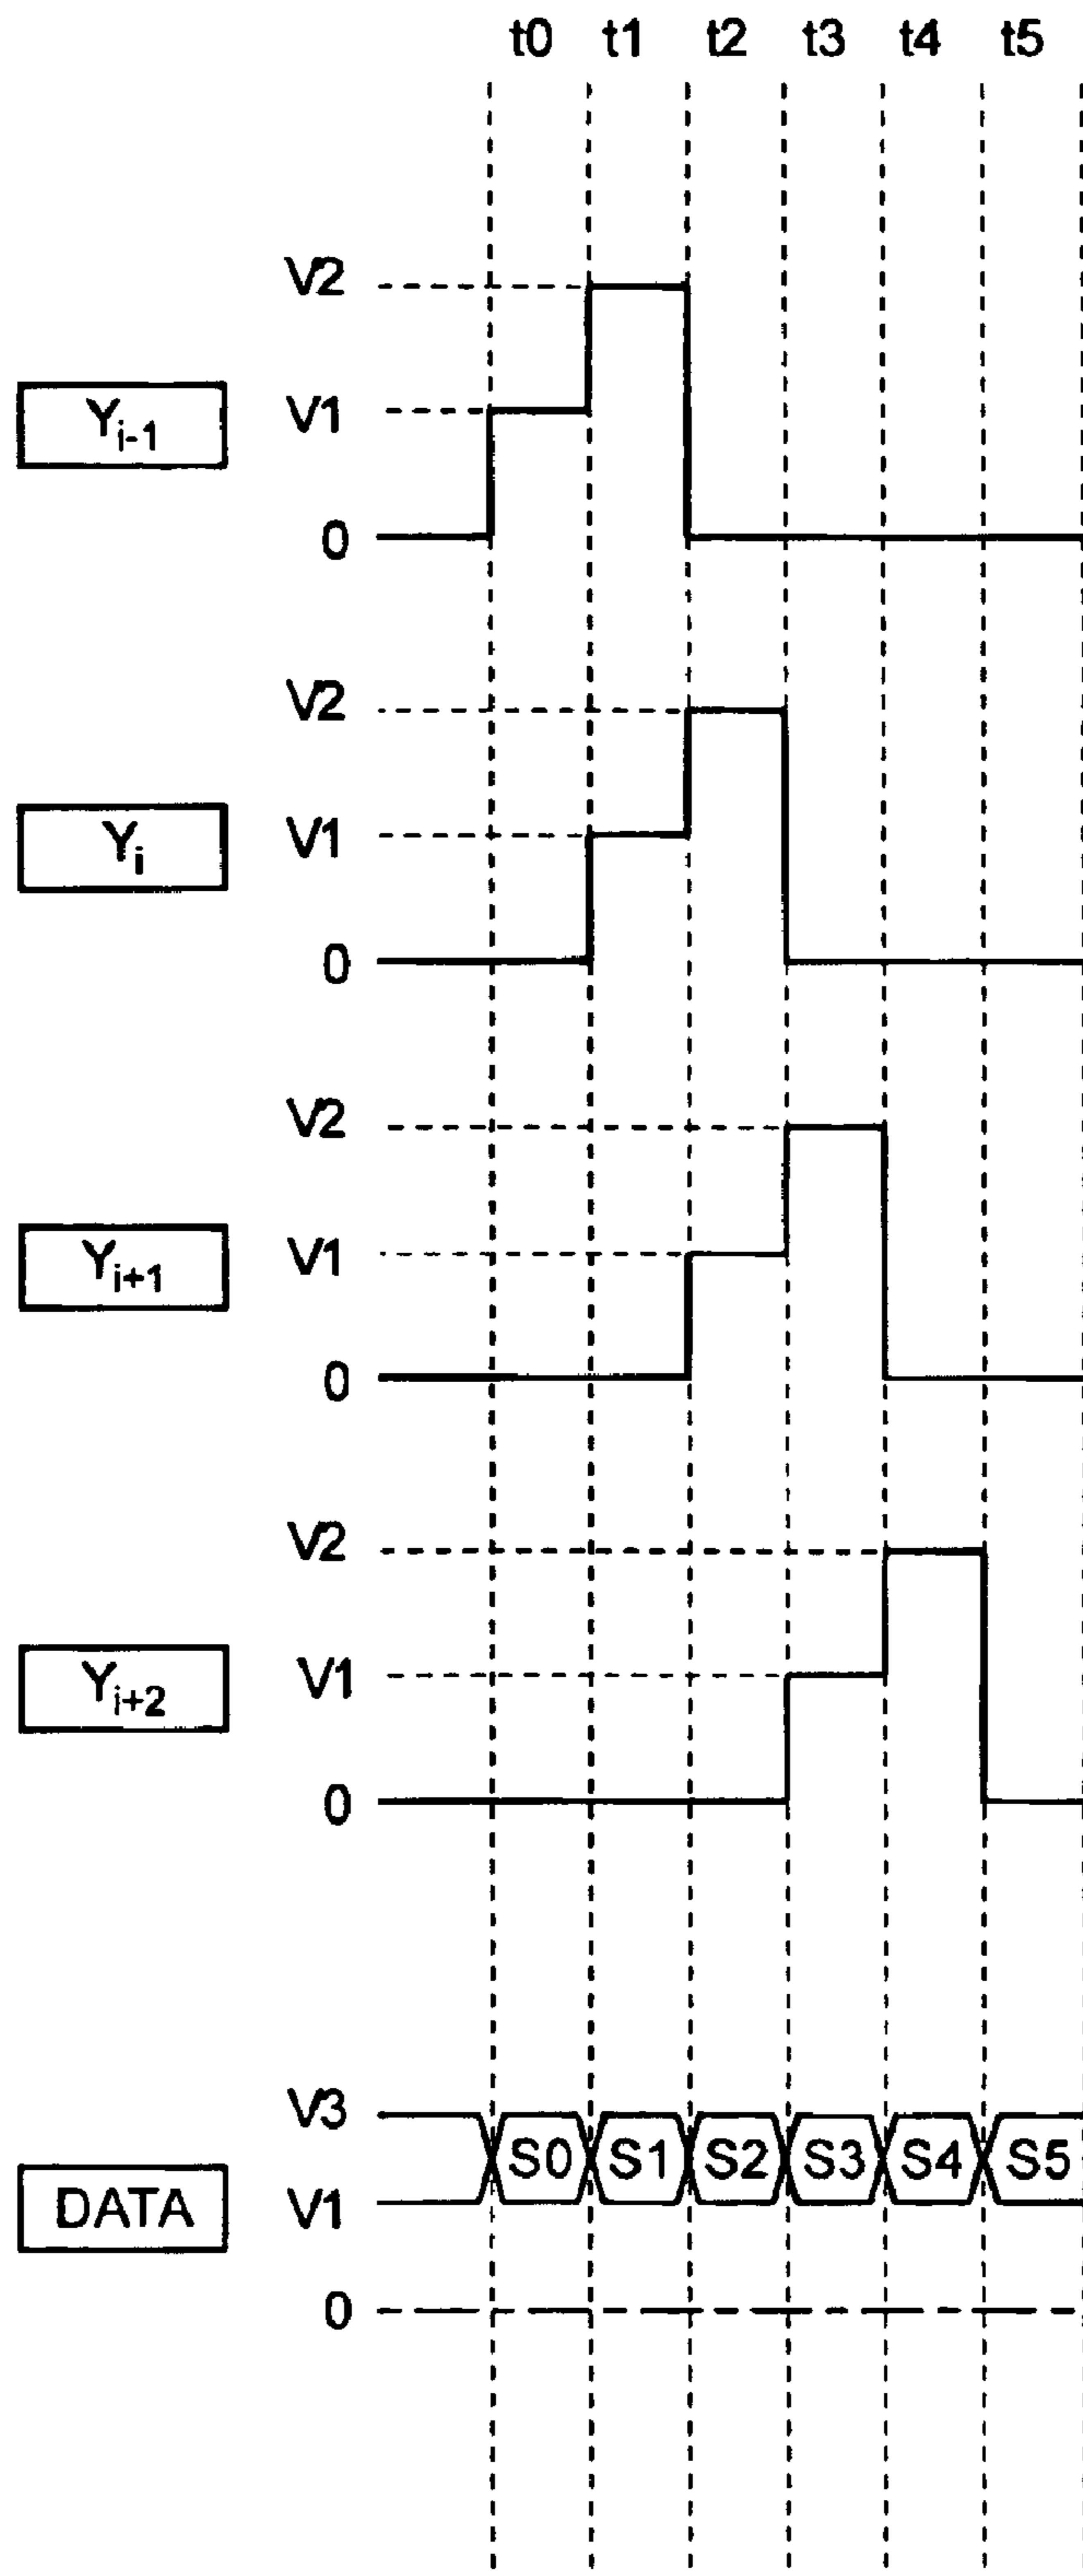 t0 t1 t2 t3 t4 t5
V2
Y_{i-1} V1
0
V2
Y_i V1
0
V2
Y_{i+1} V1
0
V2
Y_{i+2} V1
0
V3
S0 S1 S2 S3 S4 S5
DATA V1
0